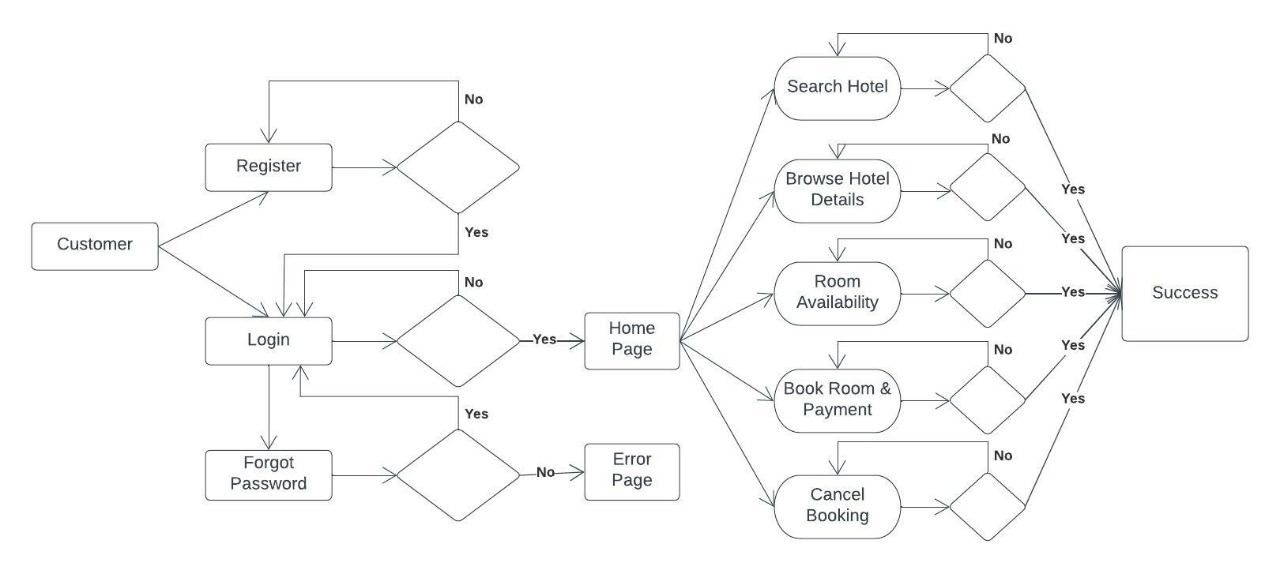 No
Search Hotel
No
Register
Customer
Yes
No
Login
Yes
Home
Page
Yes
Forgot
Password
No
Error
Page
No
Browse Hotel
Details
No
Room
Availability
No
Book Room &
Payment
No
Cancel
Booking
Yes
Yes
Yes
Yes
Yes
Success